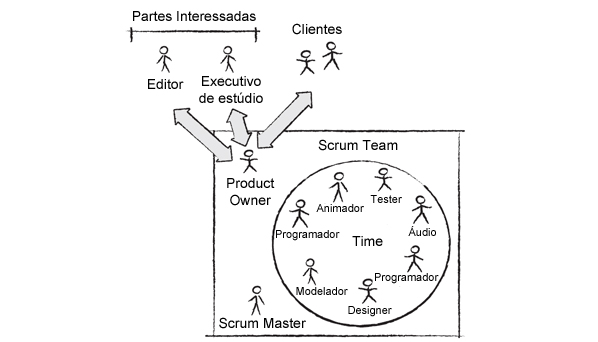 Partes Interessadas
Clientes
Editor
Executivo
de estúdio
Scrum Team
Product
Owner
Tester
Animador
Programador
Áudio
Time
Programador
Modelador
Designer
Scrum Master